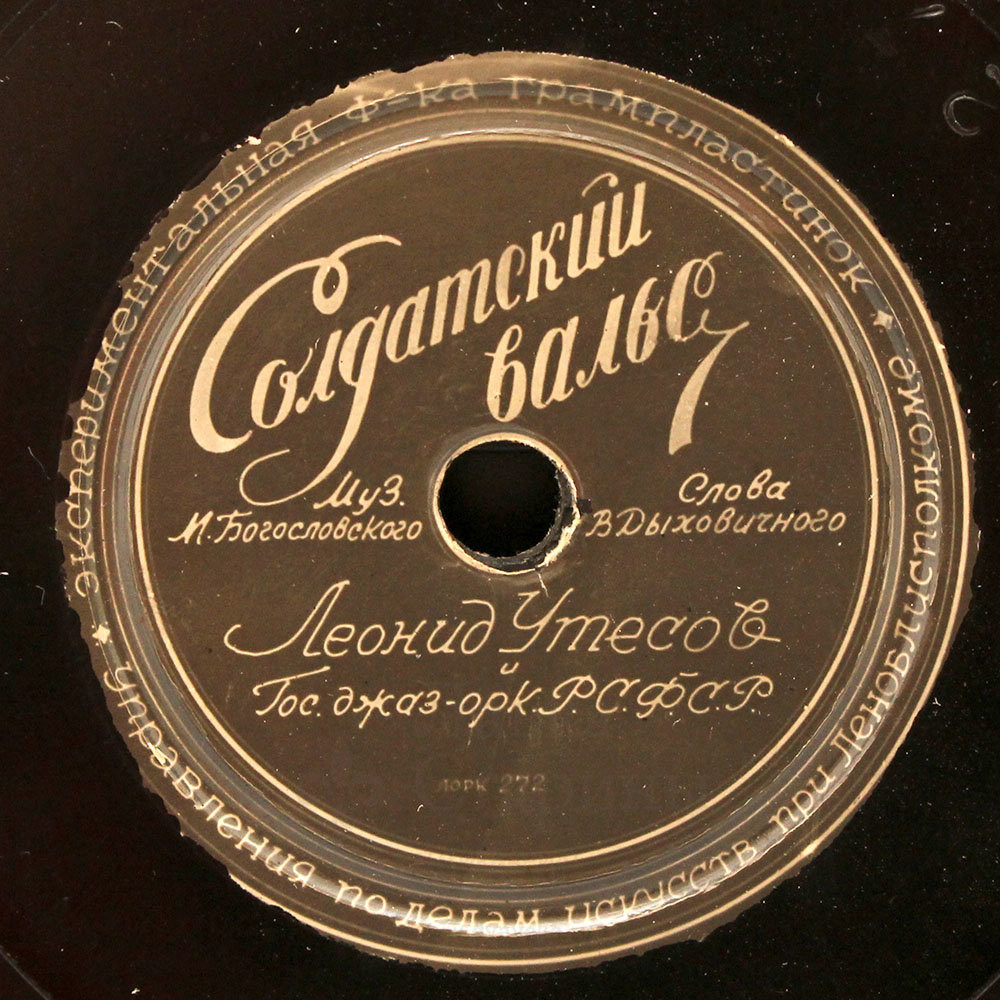 Экспериментальная ф-ка грампластинок
Солдатский
вальс
Муз.
Н. Богословского
Слова
В Дыховичного
Леонид Утесов
и
Гос. джаз-орк. Р.С.Ф.С.Р.
ЛОРК 272
Управления по делам искусств при Леноблисполкоме